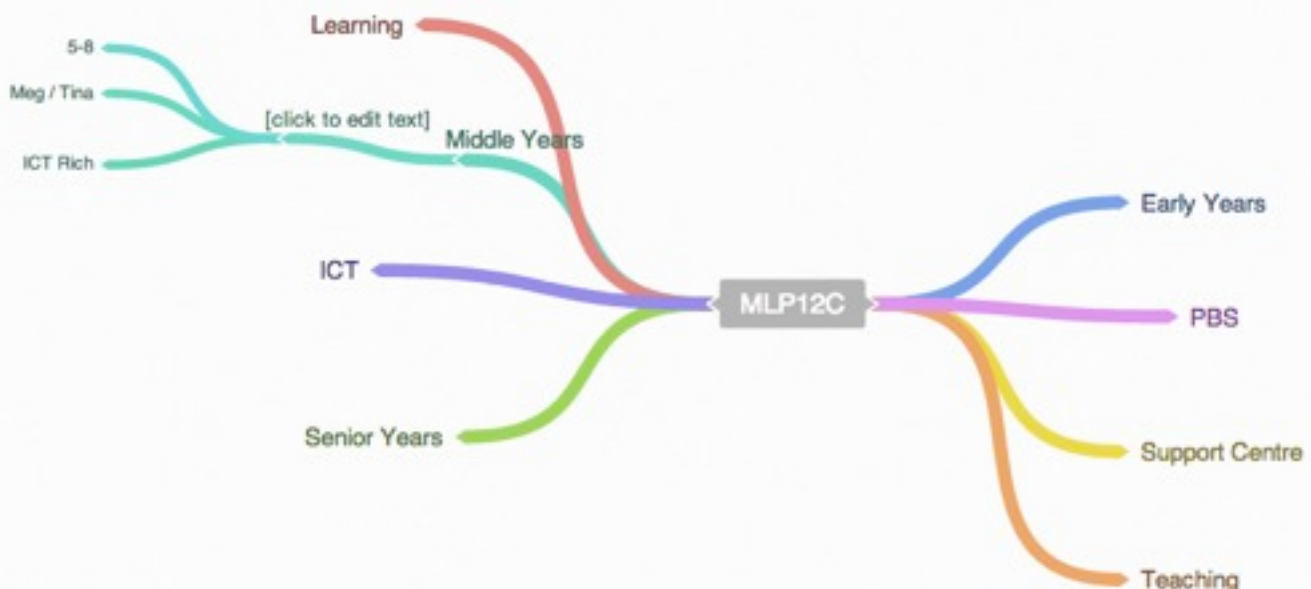 Learning
5-8
Meg / Tina
[click to edit text]
Middle Years
ICT Rich
ICT
Senior Years
MLP12C
Early Years
PBS
Support Centre
Teaching